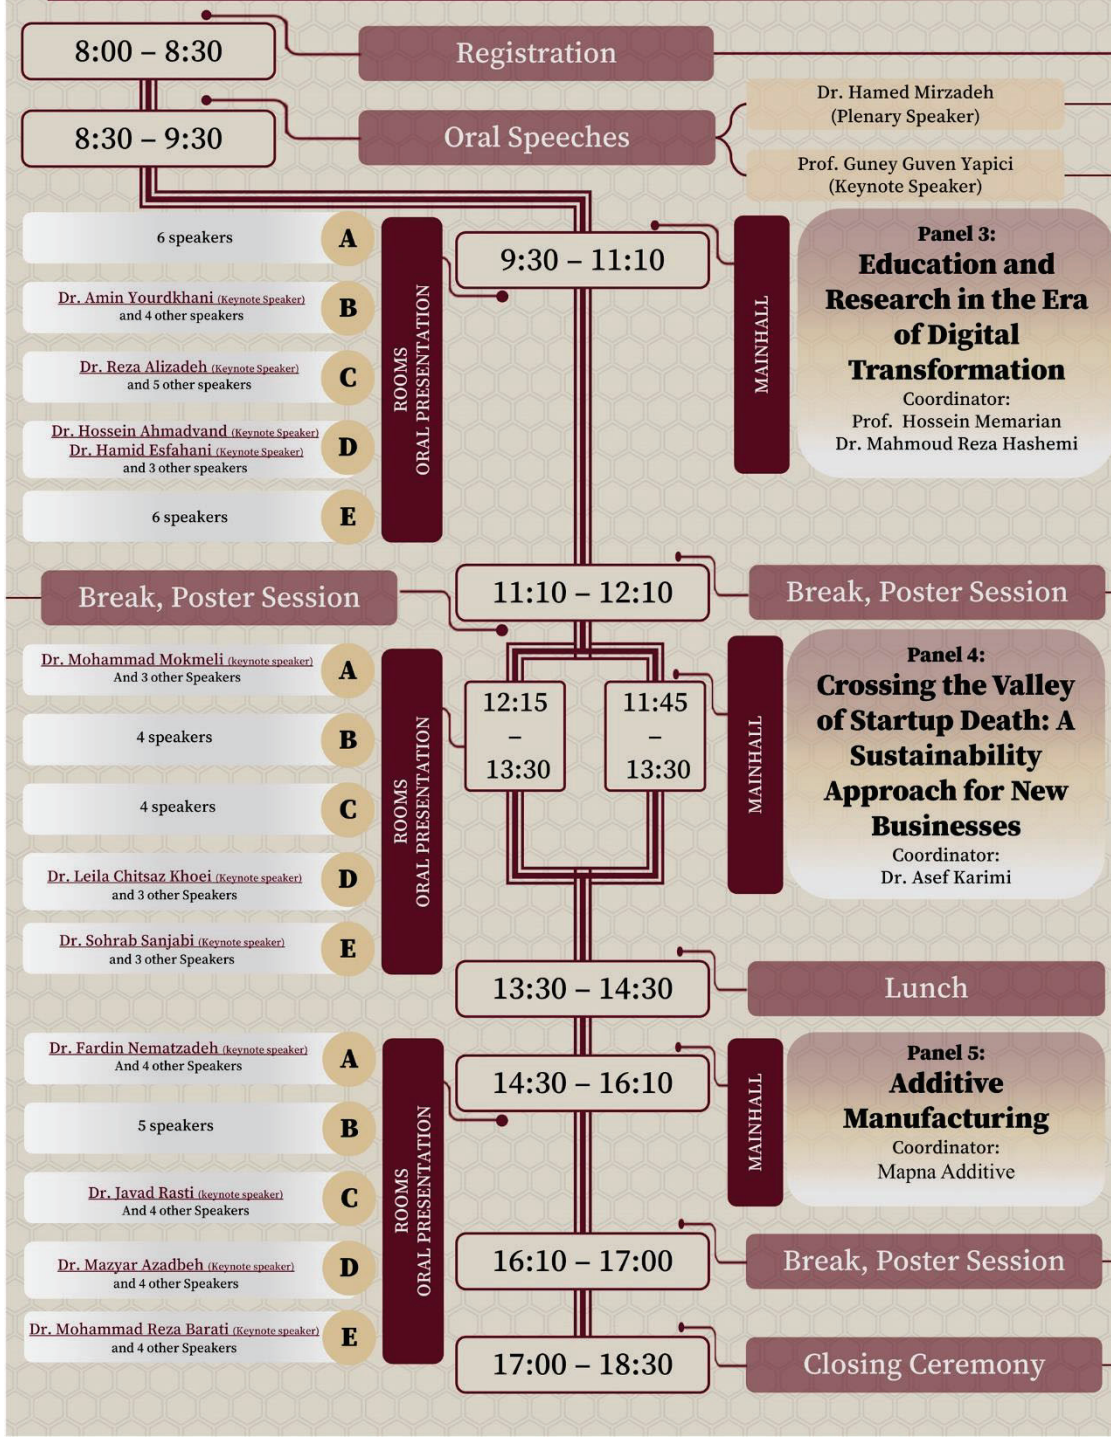 8:00 – 8:30
Registration
8:30 – 9:30
Oral Speeches
Dr. Hamed Mirzadeh
(Plenary Speaker)
Prof. Guney Guven Yapici
(Keynote Speaker)
9:30 – 11:10
ROOMS
ORAL PRESENTATION
6 speakers
A
Dr. Amin Yourdkhani (Keynote Speaker)
and 4 other speakers
B
Dr. Reza Alizadeh (Keynote Speaker)
and 5 other speakers
C
Dr. Hossein Ahmadvand (Keynote Speaker)
Dr. Hamid Esfahani (Keynote Speaker)
and 3 other speakers
D
6 speakers
E
MAINHALL
Panel 3:
Education and
Research in the Era
of Digital
Transformation
Coordinator:
Prof. Hossein Memarian
Dr. Mahmoud Reza Hashemi
Break, Poster Session
11:10 – 12:10
Break, Poster Session
12:15
–
13:30
ROOMS
ORAL PRESENTATION
Dr. Mohammad Mokmeli (keynote speaker)
And 3 other Speakers
A
4 speakers
B
4 speakers
C
Dr. Leila Chitsaz Khoei (Keynote speaker)
and 3 other speakers
D
Dr. Sohrab Sanjabi (Keynote speaker)
and 3 other Speakers
E
11:45
–
13:30
MAINHALL
Panel 4:
Crossing the Valley
of Startup Death: A
Sustainability
Approach for New
Businesses
Coordinator:
Dr. Asef Karimi
13:30 – 14:30
Lunch
14:30 – 16:10
ROOMS
ORAL PRESENTATION
Dr. Fardin Nematzadeh (keynote speaker)
And 4 other Speakers
A
5 speakers
B
Dr. Javad Rasti (keynote speaker)
And 4 other Speakers
C
Dr. Mazyar Azadbeh (Keynote speaker)
and 4 other Speakers
D
Dr. Mohammad Reza Barati (Keynote speaker)
and 4 other Speakers
E
MAINHALL
Panel 5:
Additive
Manufacturing
Coordinator:
Mapna Additive
16:10 – 17:00
Break, Poster Session
17:00 – 18:30
Closing Ceremony